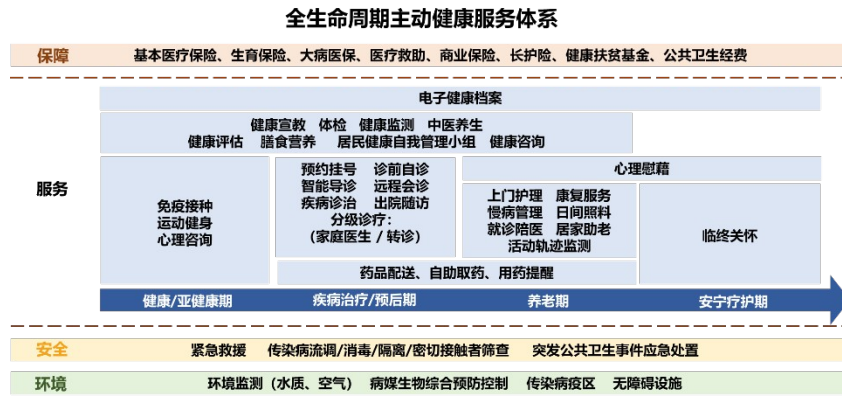 全生命周期主动健康服务体系
保障
基本医疗保险、生育保险、大病医保、医疗救助、商业保险、长护险、健康扶贫基金、公共卫生经费
服务
电子健康档案
健康宣教 体检 健康监测 中医养生
健康评估 膳食营养 居民健康自我管理小组 健康咨询
免疫接种
运动健身
心理咨询
预约挂号 诊前自诊
智能导诊 远程会诊
疾病诊治 出院随访
分级诊疗：
（家庭医生 / 转诊）
心理慰藉
上门护理 康复服务
慢病管理 日间照料
就诊陪医 居家助老
活动轨迹监测
临终关怀
药品配送、自助取药、用药提醒
健康/亚健康期
疾病治疗/预后期
养老期
安宁疗护期
安全
紧急救援 传染病流调/消毒/隔离/密切接触者筛查 突发公共卫生事件应急处置
环境
环境监测（水质、空气） 病媒生物综合预防控制 传染病疫区 无障碍设施